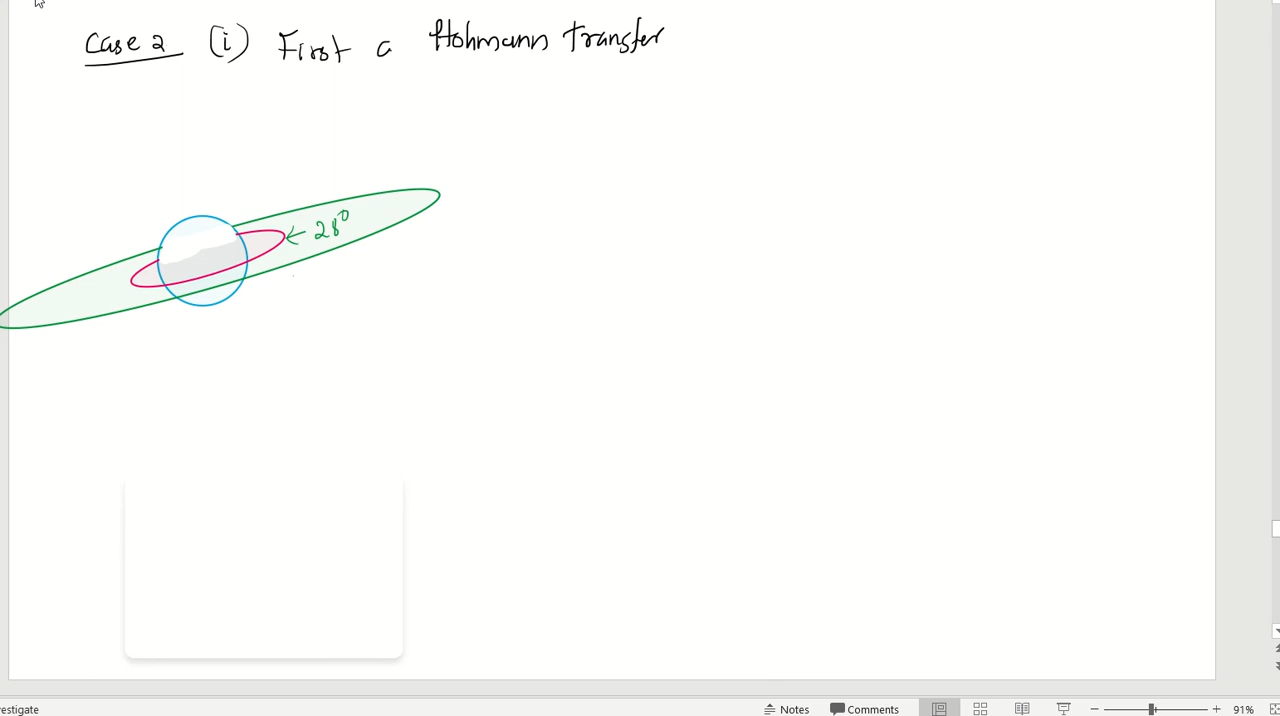 Case 2 (i) First a Hohmann transfer
← 28°
estigate
Notes
Comments
91%